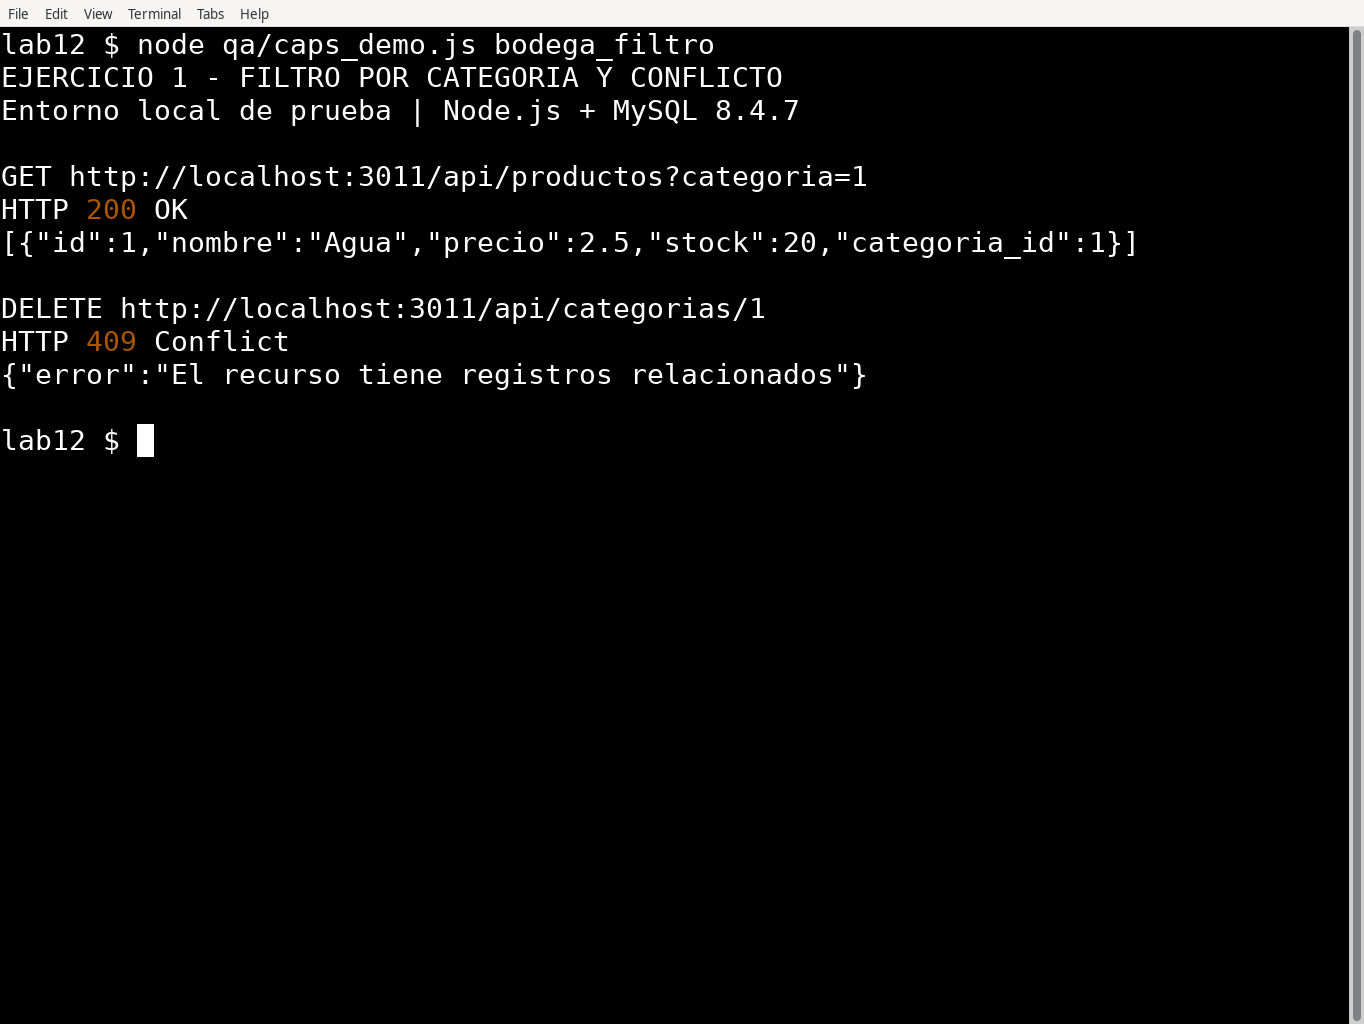 File Edit View Terminal Tabs Help
lab12 $ node qa/caps_demo.js bodega_filtro
EJERCICIO 1 - FILTRO POR CATEGORIA Y CONFLICTO
Entorno local de prueba | Node.js + MySQL 8.4.7
GET http://localhost:3011/api/productos?categoria=1
HTTP 200 OK
[{"id":1,"nombre":"Agua","precio":2.5,"stock":20,"categoria_id":1}]
DELETE http://localhost:3011/api/categorias/1
HTTP 409 Conflict
{"error":"El recurso tiene registros relacionados"}
lab12 $